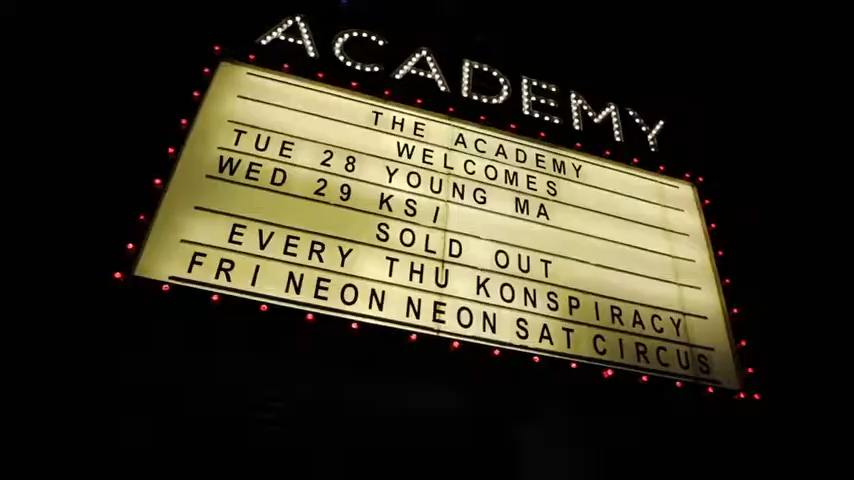 ACADEMY
THE ACADEMY
WELCOMES
TUE 28 YOUNG MA
WED 29 KSI
SOLD OUT
EVERY THU KONSPIRACY
FRI NEON NEON SAT CIRCUS